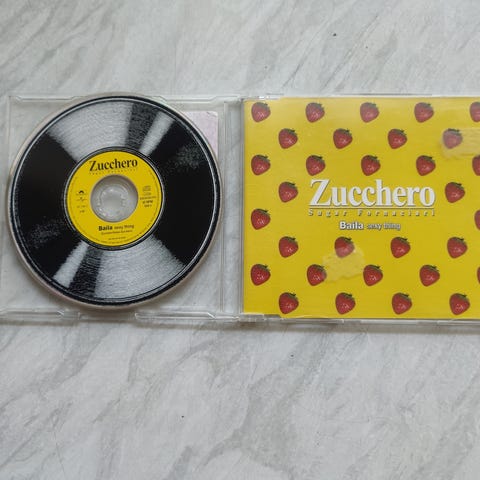 Zucchero
Sugar Fornaciari
Baila sexy thing
Zucchero
Sugar Fornaciari
Baila sexy thing